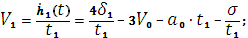 V₁ = ḣ₁(t)/t₁ = 4δ₁/t₁ − 3V₀ − a₀ · t₁ − σ/t₁;